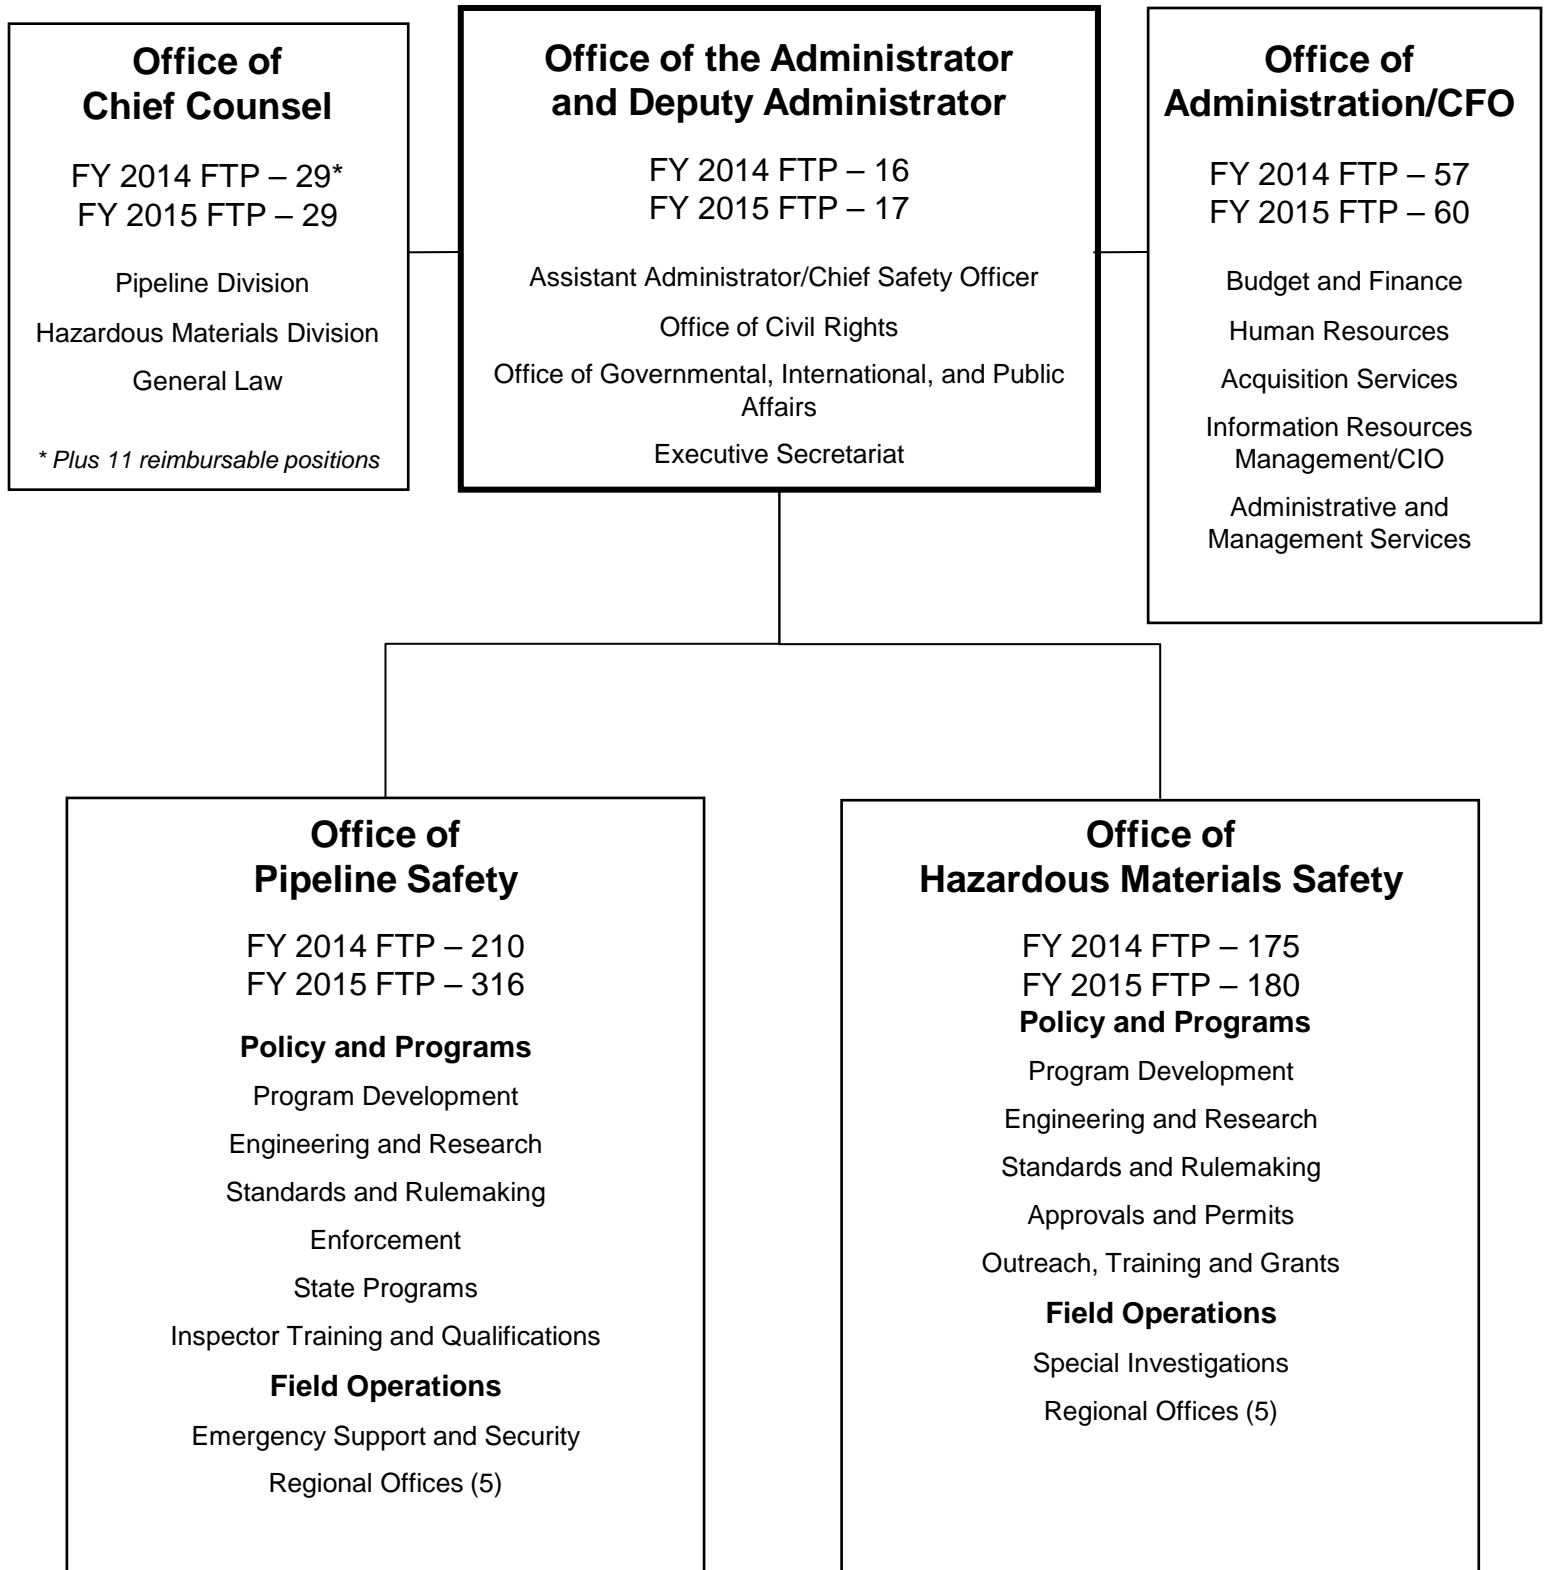 Office of
Chief Counsel
FY 2014 FTP – 29*
FY 2015 FTP – 29
Pipeline Division
Hazardous Materials Division
General Law
* Plus 11 reimbursable positions
Office of the Administrator
and Deputy Administrator
FY 2014 FTP – 16
FY 2015 FTP – 17
Assistant Administrator/Chief Safety Officer
Office of Civil Rights
Office of Governmental, International, and Public
Affairs
Executive Secretariat
Office of
Administration/CFO
FY 2014 FTP – 57
FY 2015 FTP – 60
Budget and Finance
Human Resources
Acquisition Services
Information Resources
Management/CIO
Administrative and
Management Services
Office of
Pipeline Safety
FY 2014 FTP – 210
FY 2015 FTP – 316
Policy and Programs
Program Development
Engineering and Research
Standards and Rulemaking
Enforcement
State Programs
Inspector Training and Qualifications
Field Operations
Emergency Support and Security
Regional Offices (5)
Office of
Hazardous Materials Safety
FY 2014 FTP – 175
FY 2015 FTP – 180
Policy and Programs
Program Development
Engineering and Research
Standards and Rulemaking
Approvals and Permits
Outreach, Training and Grants
Field Operations
Special Investigations
Regional Offices (5)